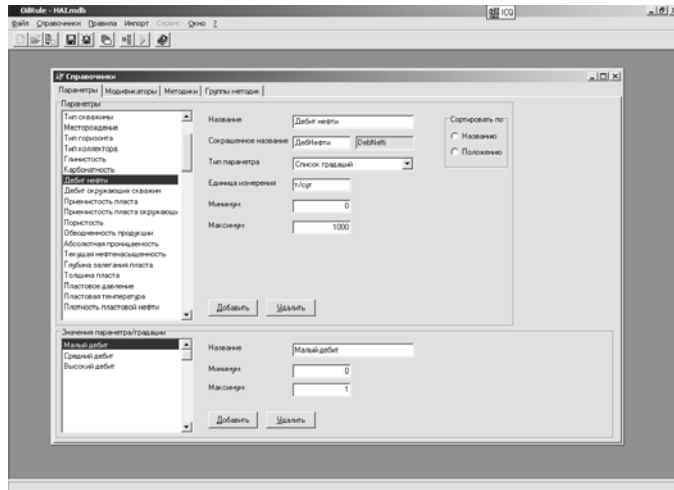 OilRule - HAI.mdb
ICQ
Файл Справочники Правила Импорт Сервис Окно ?
Справочники
Параметры Модификаторы Методики Группы методик
Параметры
Тип скважины
Месторождение
Тип горизонта
Тип коллектора
Глинистость
Карбонатность
Дебит нефти
Дебит окружающих скважин
Приемистость пласта
Приемистость пласта окружающи
Пористость
Обводненность продукции
Абсолютная проницаемость
Текущая нефтенасыщенность
Глубина залегания пласта
Толщина пласта
Пластовое давление
Пластовая температура
Плотность пластовой нефти
Название Дебит нефти
Сокращенное название ДебНефти DebNefti
Тип параметра Список градаций
Единица измерения т/сут
Минимум 0
Максимум 1000
Добавить Удалить
Сортировать по
Названию
Положению
Значения параметра/градации
Малый дебит
Средний дебит
Высокий дебит
Название Малый дебит
Минимум 0
Максимум 1
Добавить Удалить